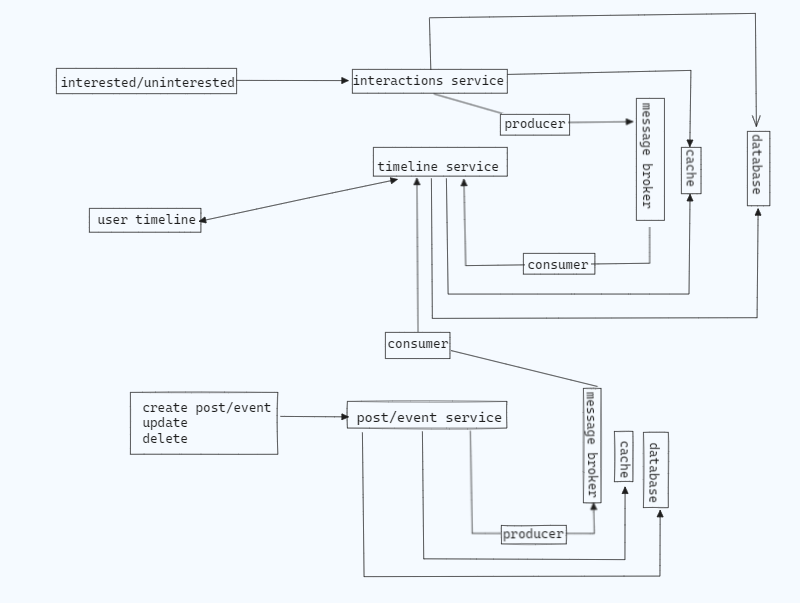 interested/uninterested
interactions service
producer
message broker
cache
database
timeline service
user timeline
consumer
consumer
create post/event
update
delete
post/event service
message broker
cache
database
producer